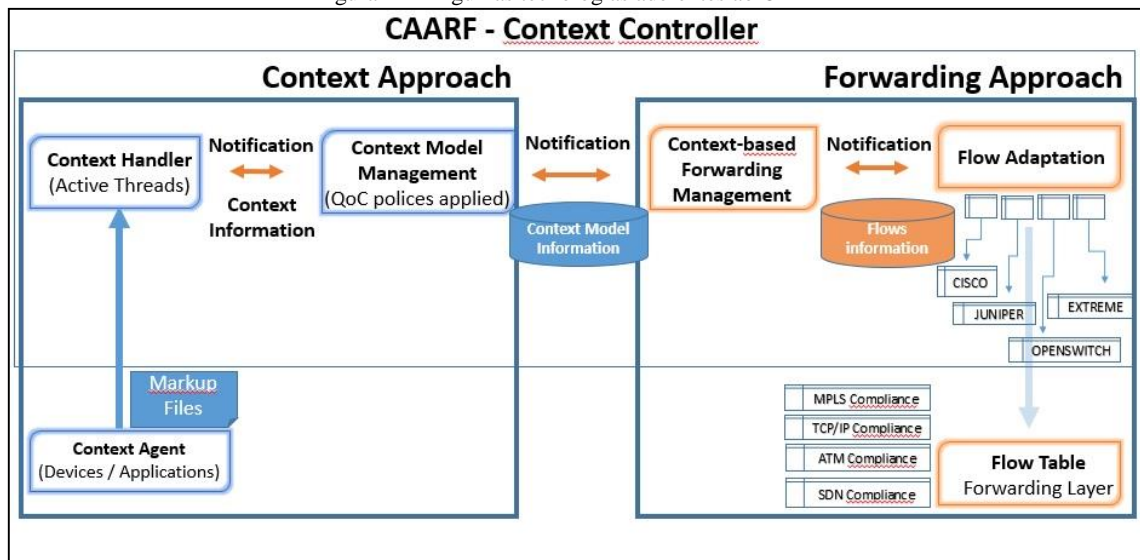 CAARF - Context Controller
Context Approach
Forwarding Approach
Context Handler
(Active Threads)
Notification
Context
Information
Context Model
Management
(QoC polices applied)
Notification
Context Model
Information
Context-based
Forwarding
Management
Notification
Flows
information
Flow Adaptation
CISCO
JUNIPER
EXTREME
OPENSWITCH
Markup
Files
Context Agent
(Devices / Applications)
MPLS Compliance
TCP/IP Compliance
ATM Compliance
SDN Compliance
Flow Table
Forwarding Layer